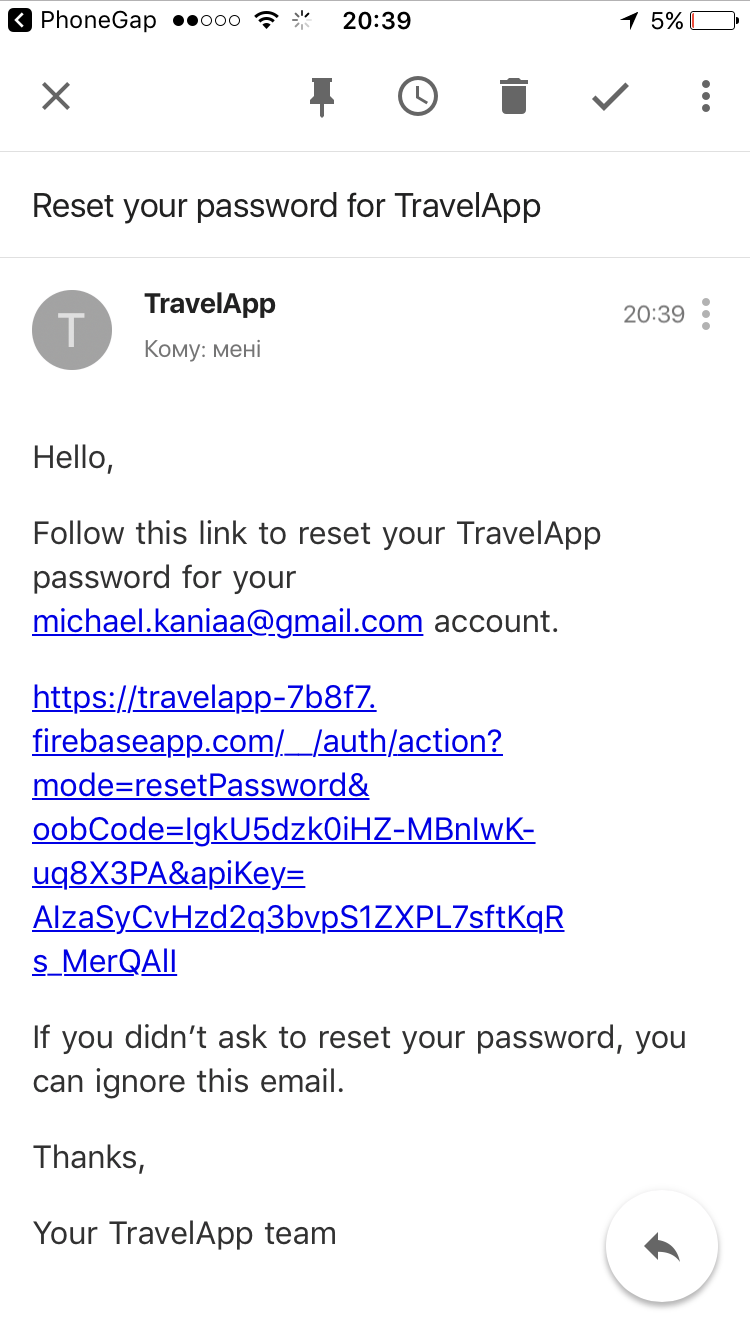 PhoneGap 20:39 5%
Reset your password for TravelApp
T
TravelApp
20:39
Кому: мені
Hello,
Follow this link to reset your TravelApp
password for your
michael.kaniaa@gmail.com account.
https://travelapp-7b8f7.
firebaseapp.com/__/auth/action?
mode=resetPassword&
oobCode=IgkU5dzk0iHZ-MBnIwK-
uq8X3PA&apiKey=
AIzaSyCvHzd2q3bvpS1ZXPL7sftKqR
s_MerQAlI
If you didn’t ask to reset your password, you
can ignore this email.
Thanks,
Your TravelApp team